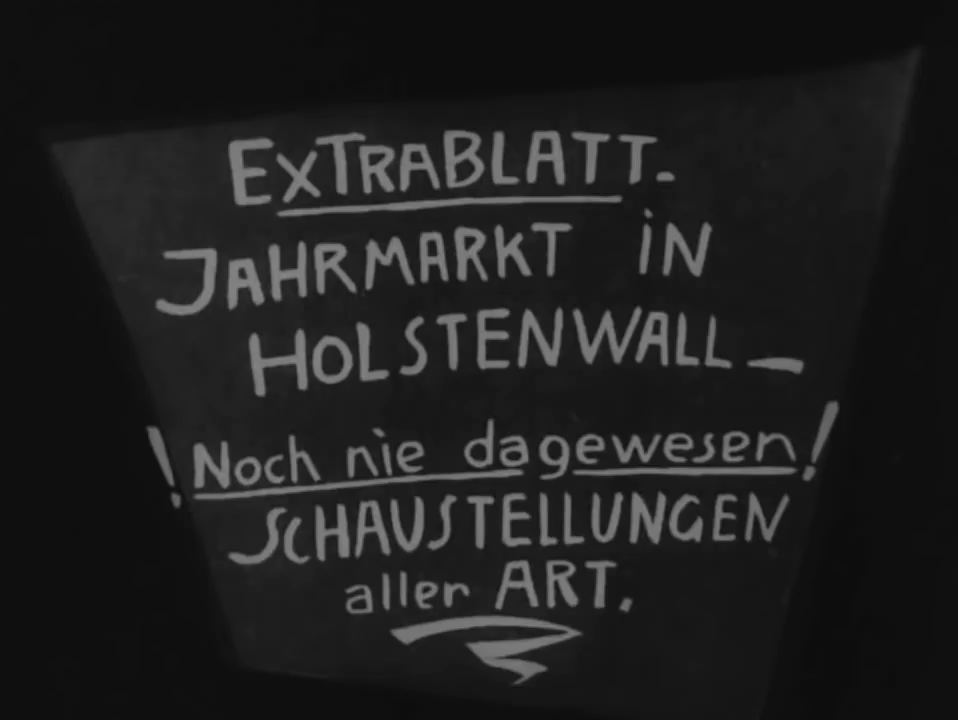 EXTRABLATT.
JAHRMARKT IN
HOLSTENWALL –
! Noch nie dagewesen !
SCHAUSTELLUNGEN
aller ART.